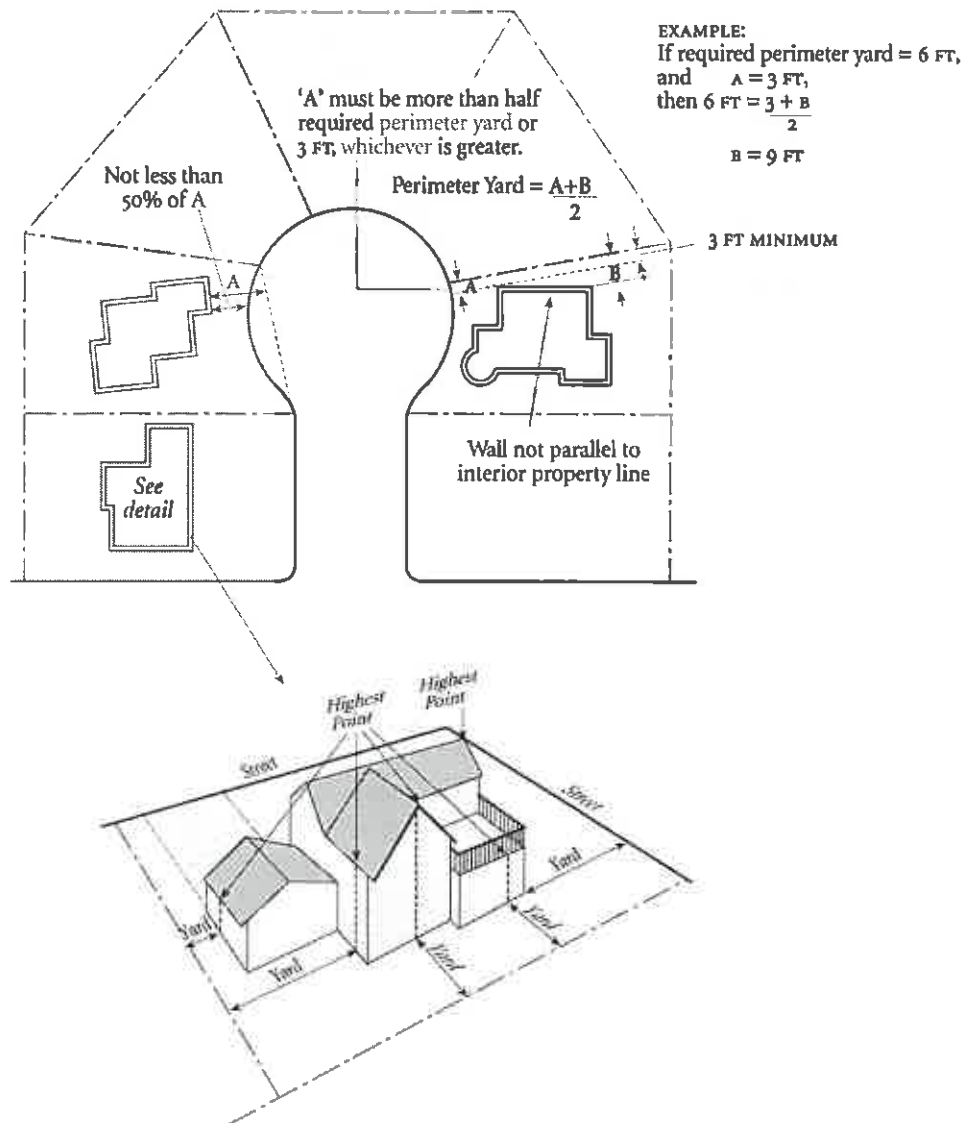 EXAMPLE:
If required perimeter yard = 6 FT,
and A = 3 FT,
then 6 FT = 3 + B
2
B = 9 FT
'A' must be more than half
required perimeter yard or
3 FT, whichever is greater.
Perimeter Yard = A+B
2
Not less than
50% of A
3 FT MINIMUM
A
A
B
Wall not parallel to
interior property line
See
detail
Highest
Point
Highest
Point
Street
Street
Yard
Yard
Yard
Yard
Yard